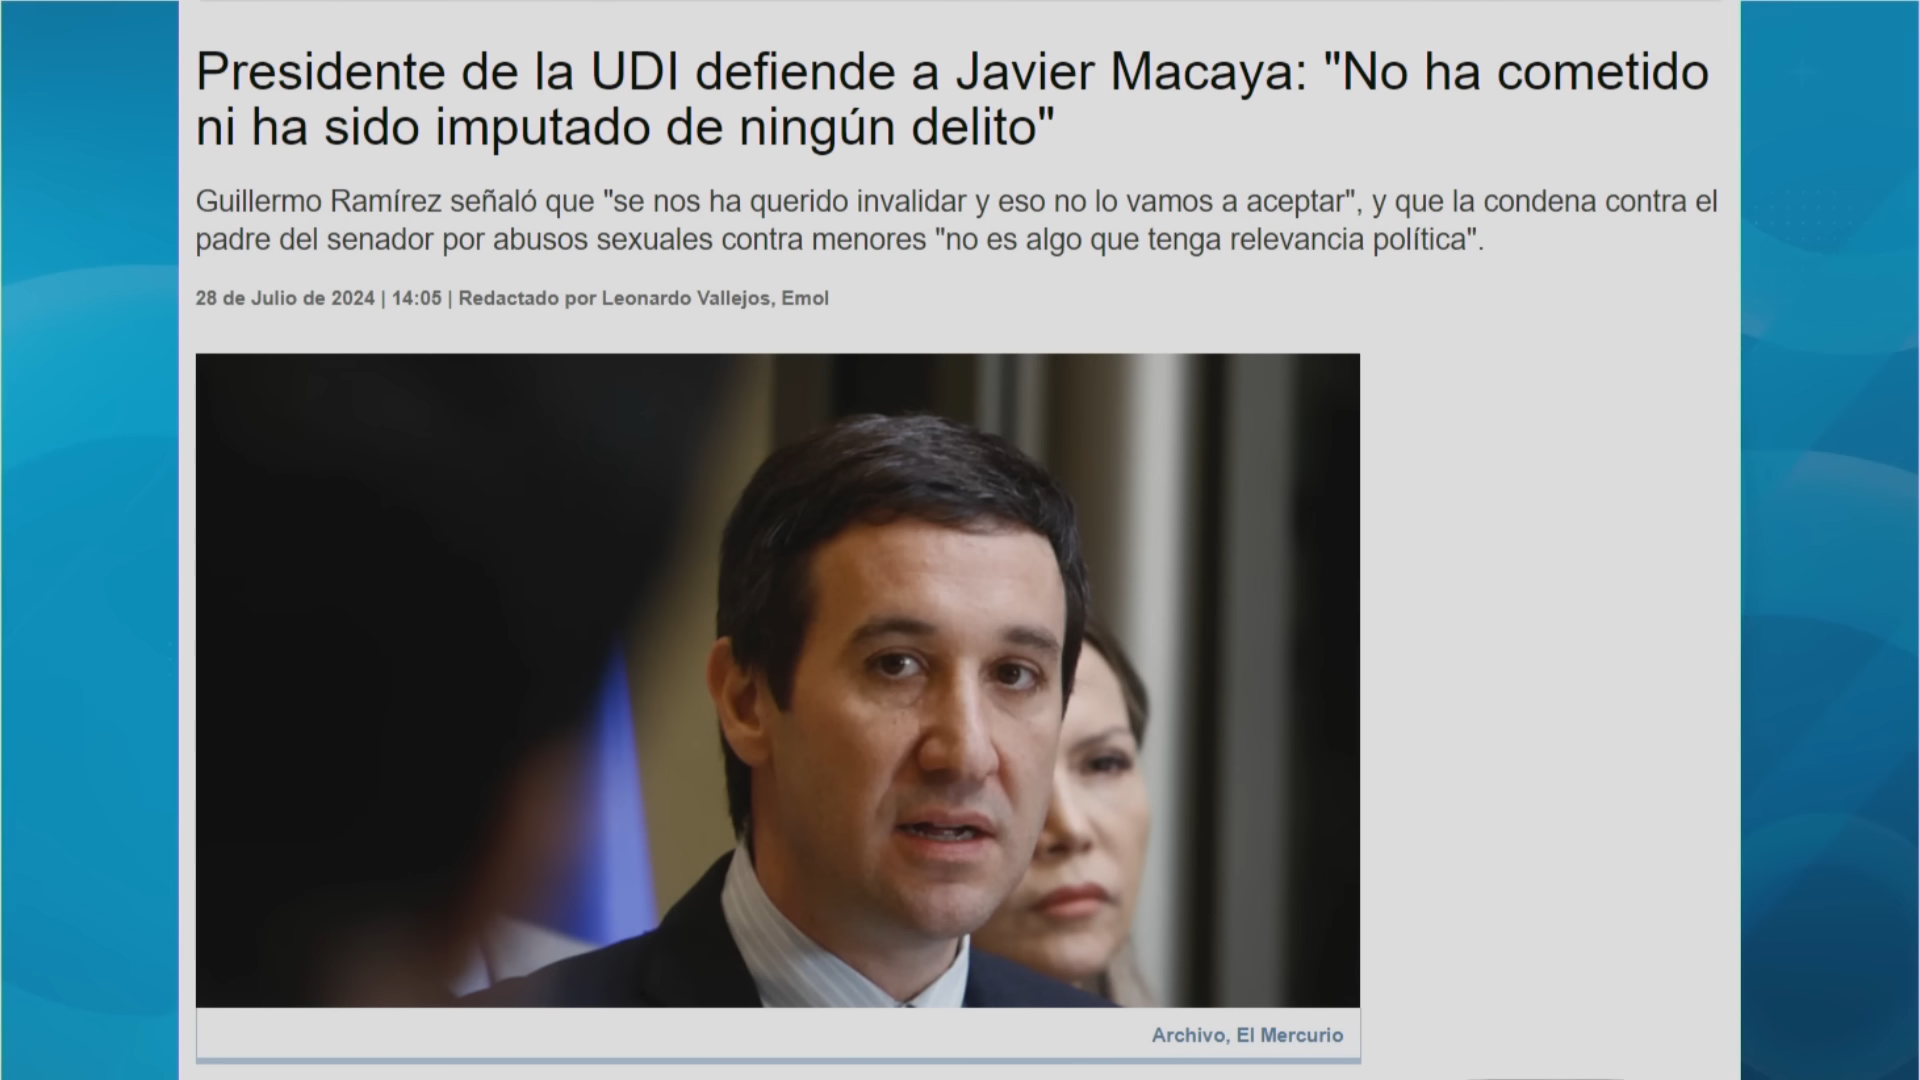 Presidente de la UDI defiende a Javier Macaya: "No ha cometido
ni ha sido imputado de ningún delito"
Guillermo Ramírez señaló que "se nos ha querido invalidar y eso no lo vamos a aceptar", y que la condena contra el
padre del senador por abusos sexuales contra menores "no es algo que tenga relevancia política".
28 de Julio de 2024 | 14:05 | Redactado por Leonardo Vallejos, Emol
Archivo, El Mercurio